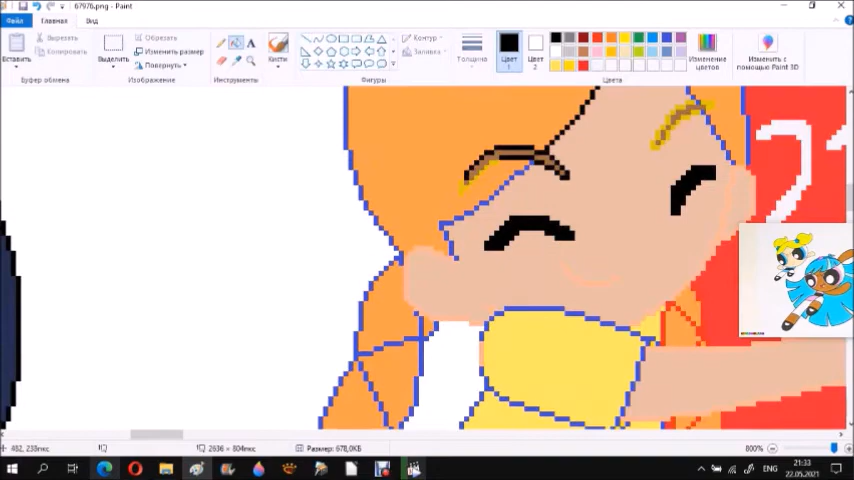 67976.png - Paint
Файл Главная Вид
Вставить
Вырезать
Копировать
Буфер обмена
Выделить
Обрезать
Изменить размер
Повернуть
Изображение
Инструменты
Кисти
Контур
Заливка
Фигуры
Толщина
Цвет 1
Цвет 2
Цвета
Изменение цветов
Изменить с помощью Paint 3D
2
482, 238пкс
2636 × 804пкс
Размер: 678,0КБ
800%
ENG
21:33
22.05.2021